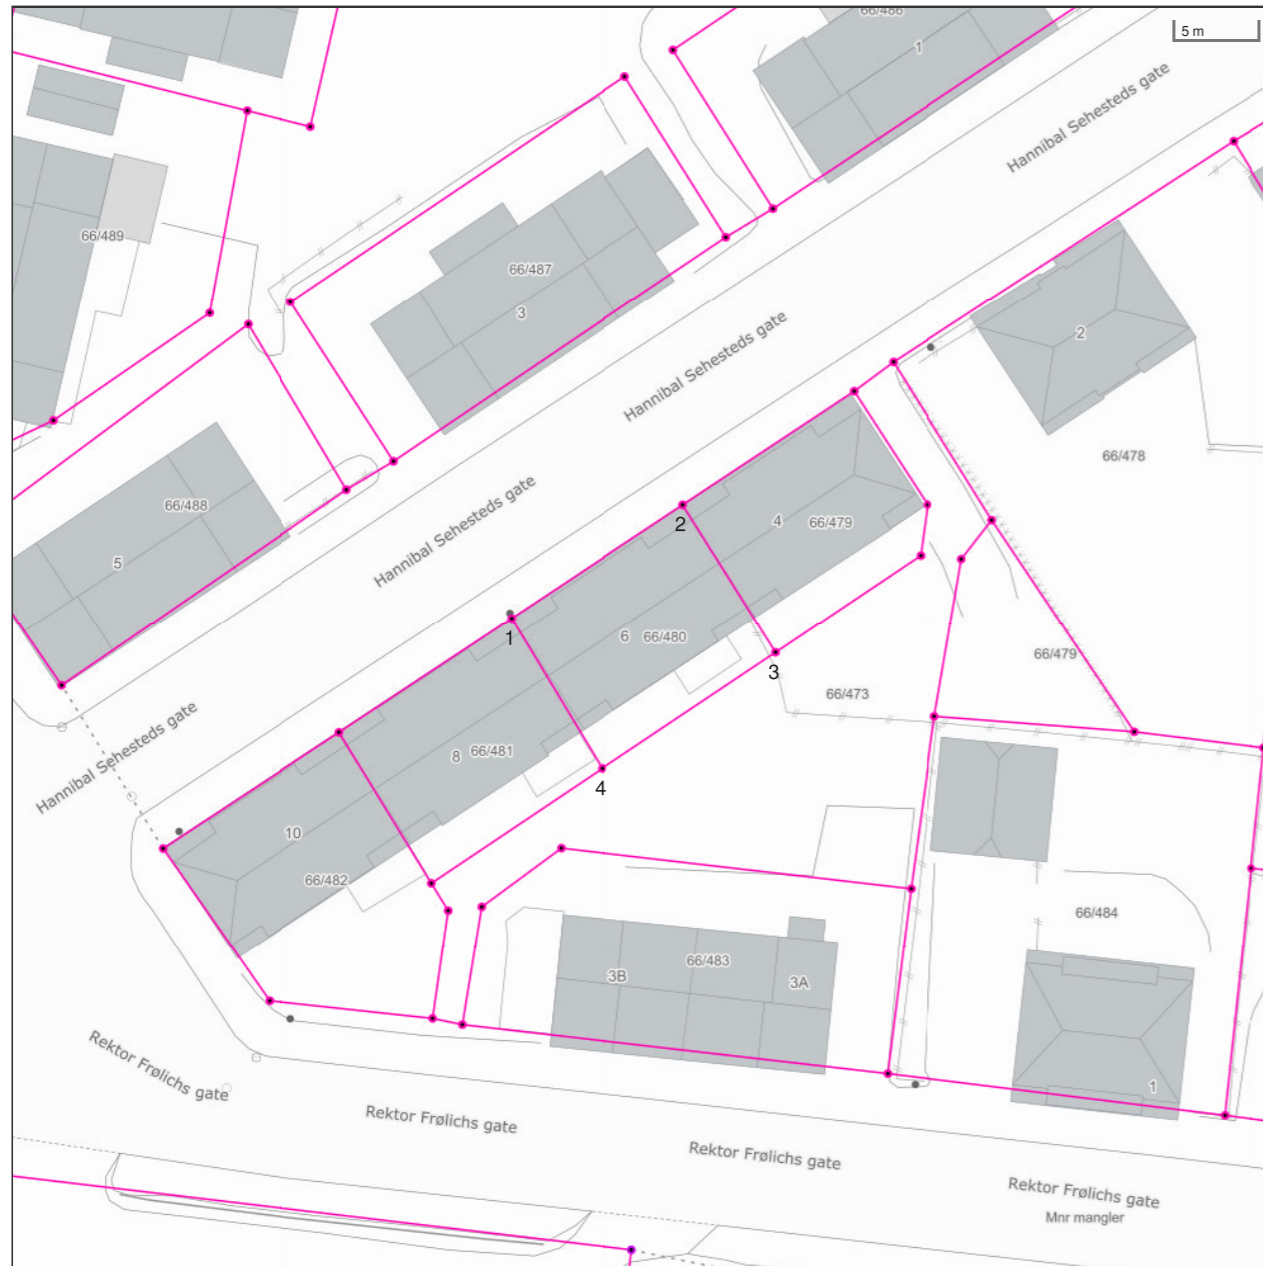 66/486
1
5 m
Hannibal Sehesteds gate
66/489
66/487
3
2
Hannibal Sehesteds gate
66/478
66/488
5
Hannibal Sehesteds gate
2
4
66/479
1
6
66/480
3
66/479
66/473
Hannibal Sehesteds gate
8
66/481
4
10
66/482
66/484
66/483
3B
3A
Rektor Frølichs gate
1
Rektor Frølichs gate
Rektor Frølichs gate
Rektor Frølichs gate
Mnr mangler